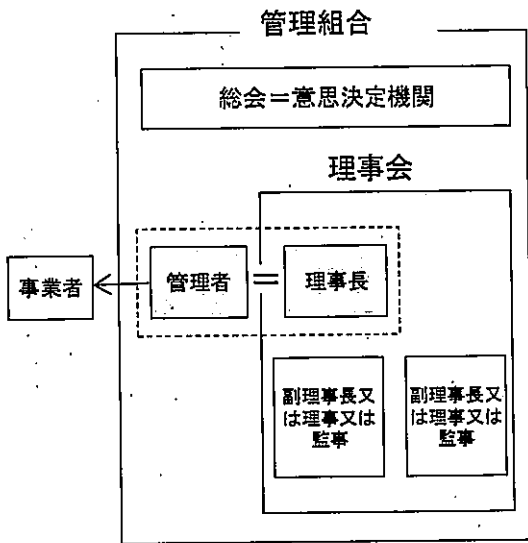 管理組合
総会＝意思決定機関
理事会
事業者
管理者
＝
理事長
副理事長又
は理事又は
監事
副理事長又
は理事又は
監事